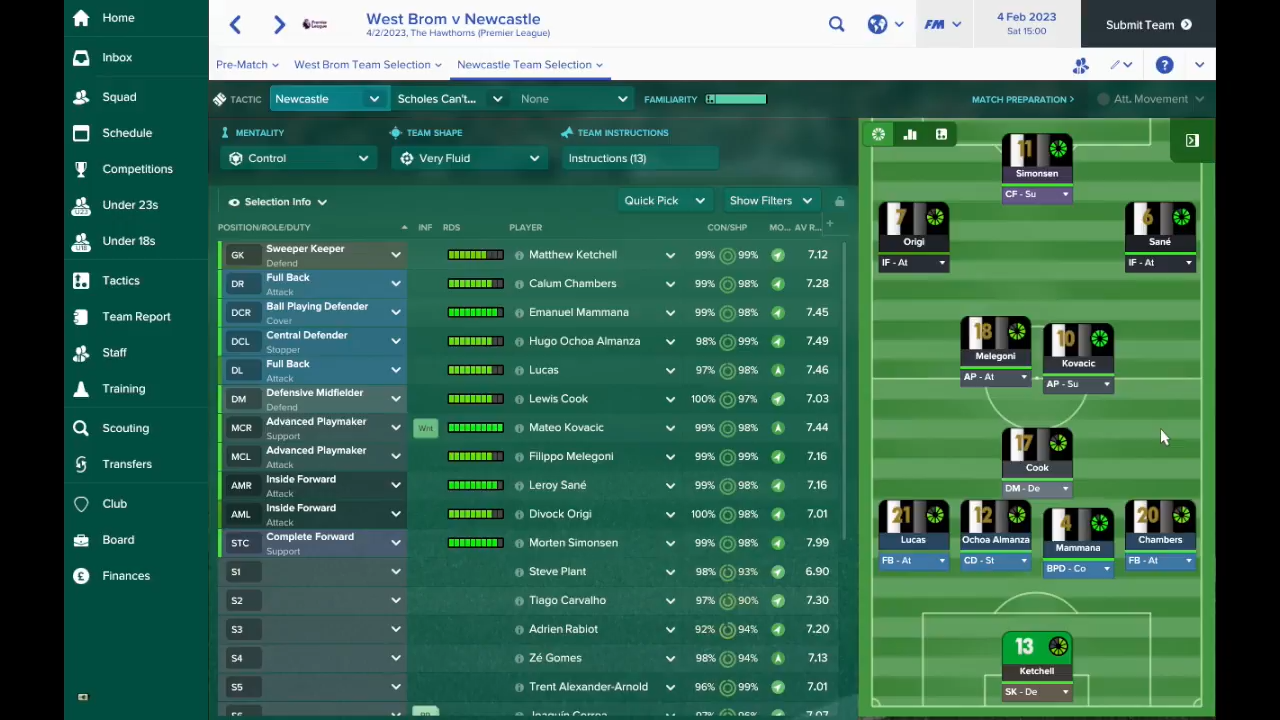 Home
Inbox
Squad
Schedule
Competitions
U23
Under 23s
U18
Under 18s
Tactics
Team Report
Staff
Training
Scouting
Transfers
Club
Board
Finances
West Brom v Newcastle
4/2/2023, The Hawthorns (Premier League)
Premier
League
FM
4 Feb 2023
Sat 15:00
Submit Team
Pre-Match
West Brom Team Selection
Newcastle Team Selection
?
TACTIC
Newcastle
Scholes Can't...
None
FAMILIARITY
MATCH PREPARATION >
Att. Movement
MENTALITY
TEAM SHAPE
TEAM INSTRUCTIONS
Control
Very Fluid
Instructions (13)
Selection Info
Quick Pick
Show Filters
POSITION/ROLE/DUTY INF RDS PLAYER CON/SHP MO... AV R... +
GK Sweeper Keeper Defend Matthew Ketchell 99% 99% 7.12
DR Full Back Attack Calum Chambers 99% 98% 7.28
DCR Ball Playing Defender Cover Emanuel Mammana 99% 98% 7.45
DCL Central Defender Stopper Hugo Ochoa Almanza 98% 99% 7.49
DL Full Back Attack Lucas 97% 98% 7.46
DM Defensive Midfielder Defend Lewis Cook 100% 97% 7.03
MCR Advanced Playmaker Support Wnt Mateo Kovacic 99% 98% 7.44
MCL Advanced Playmaker Attack Filippo Melegoni 99% 98% 7.16
AMR Inside Forward Attack Leroy Sané 99% 98% 7.16
AML Inside Forward Attack Divock Origi 100% 98% 7.01
STC Complete Forward Support Morten Simonsen 99% 98% 7.99
S1 Steve Plant 98% 93% 6.90
S2 Tiago Carvalho 97% 90% 7.30
S3 Adrien Rabiot 92% 94% 7.20
S4 Zé Gomes 98% 94% 7.13
S5 Trent Alexander-Arnold 96% 99% 7.01
11
Simonsen
CF - Su
7
Origi
IF - At
6
Sané
IF - At
18
Melegoni
AP - At
10
Kovacic
AP - Su
17
Cook
DM - De
21
Lucas
FB - At
12
Ochoa Almanza
CD - St
4
Mammana
BPD - Co
20
Chambers
FB - At
13
Ketchell
SK - De